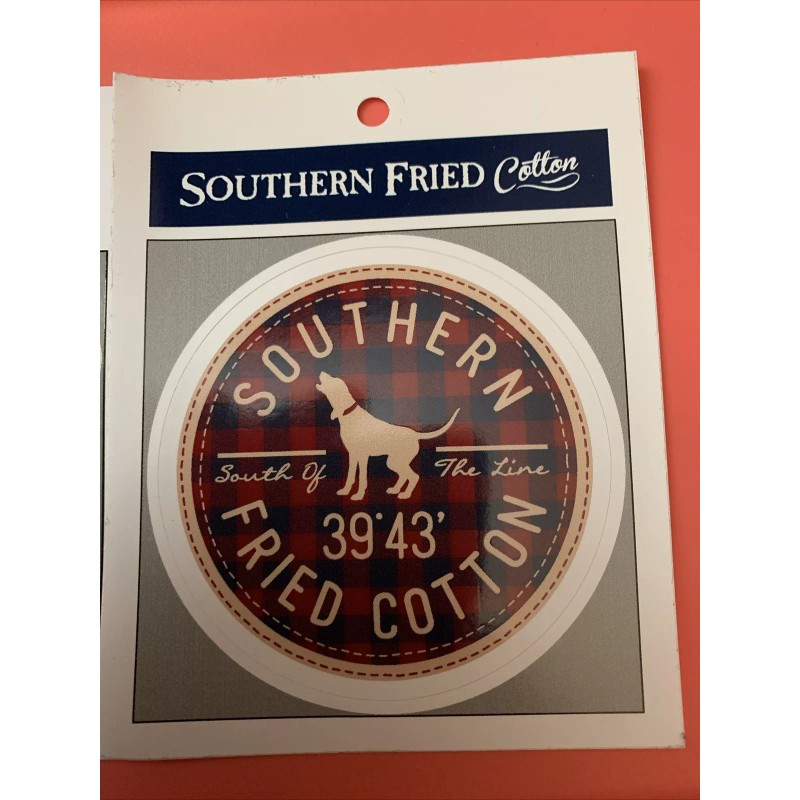 SOUTHERN FRIED Cotton
SOUTHERN
South Of The Line
39°43'
FRIED COTTON